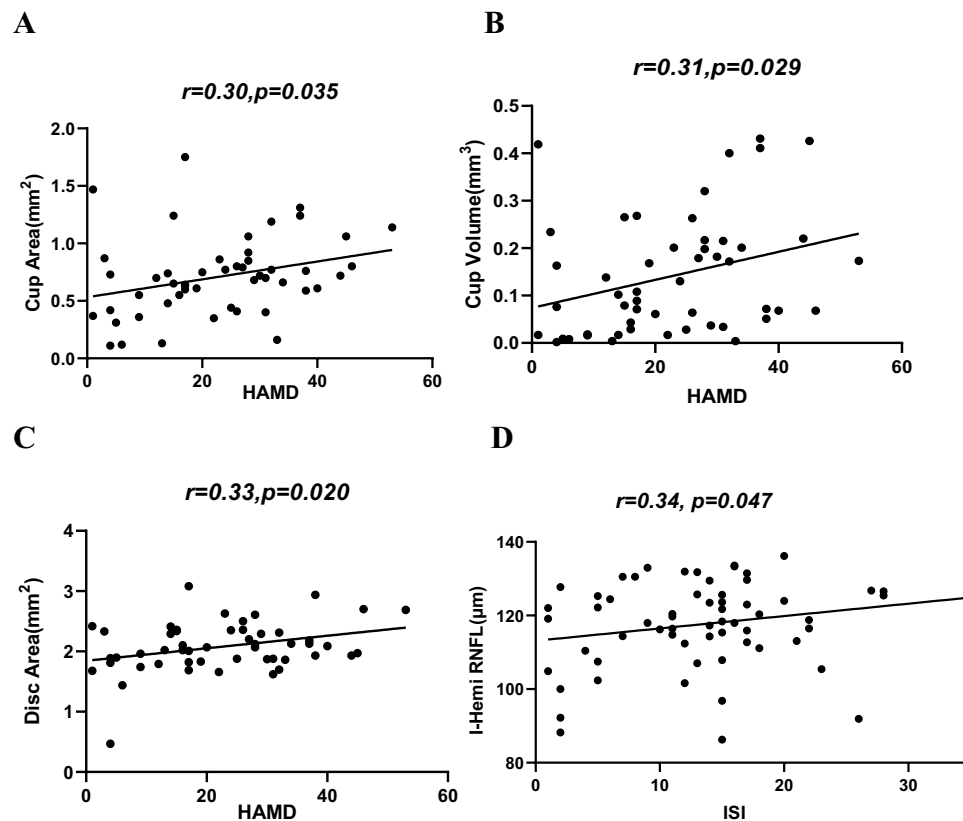 A
r=0.30,p=0.035
Cup Area(mm²)
2.0
1.5
1.0
0.5
0.0
0
20
40
60
HAMD
B
r=0.31,p=0.029
Cup Volume(mm³)
0.5
0.4
0.3
0.2
0.1
0.0
0
20
40
60
HAMD
C
r=0.33,p=0.020
Disc Area(mm²)
4
3
2
1
0
0
20
40
60
HAMD
D
r=0.34, p=0.047
I-Hemi RNFL(μm)
140
120
100
80
0
10
20
30
ISI